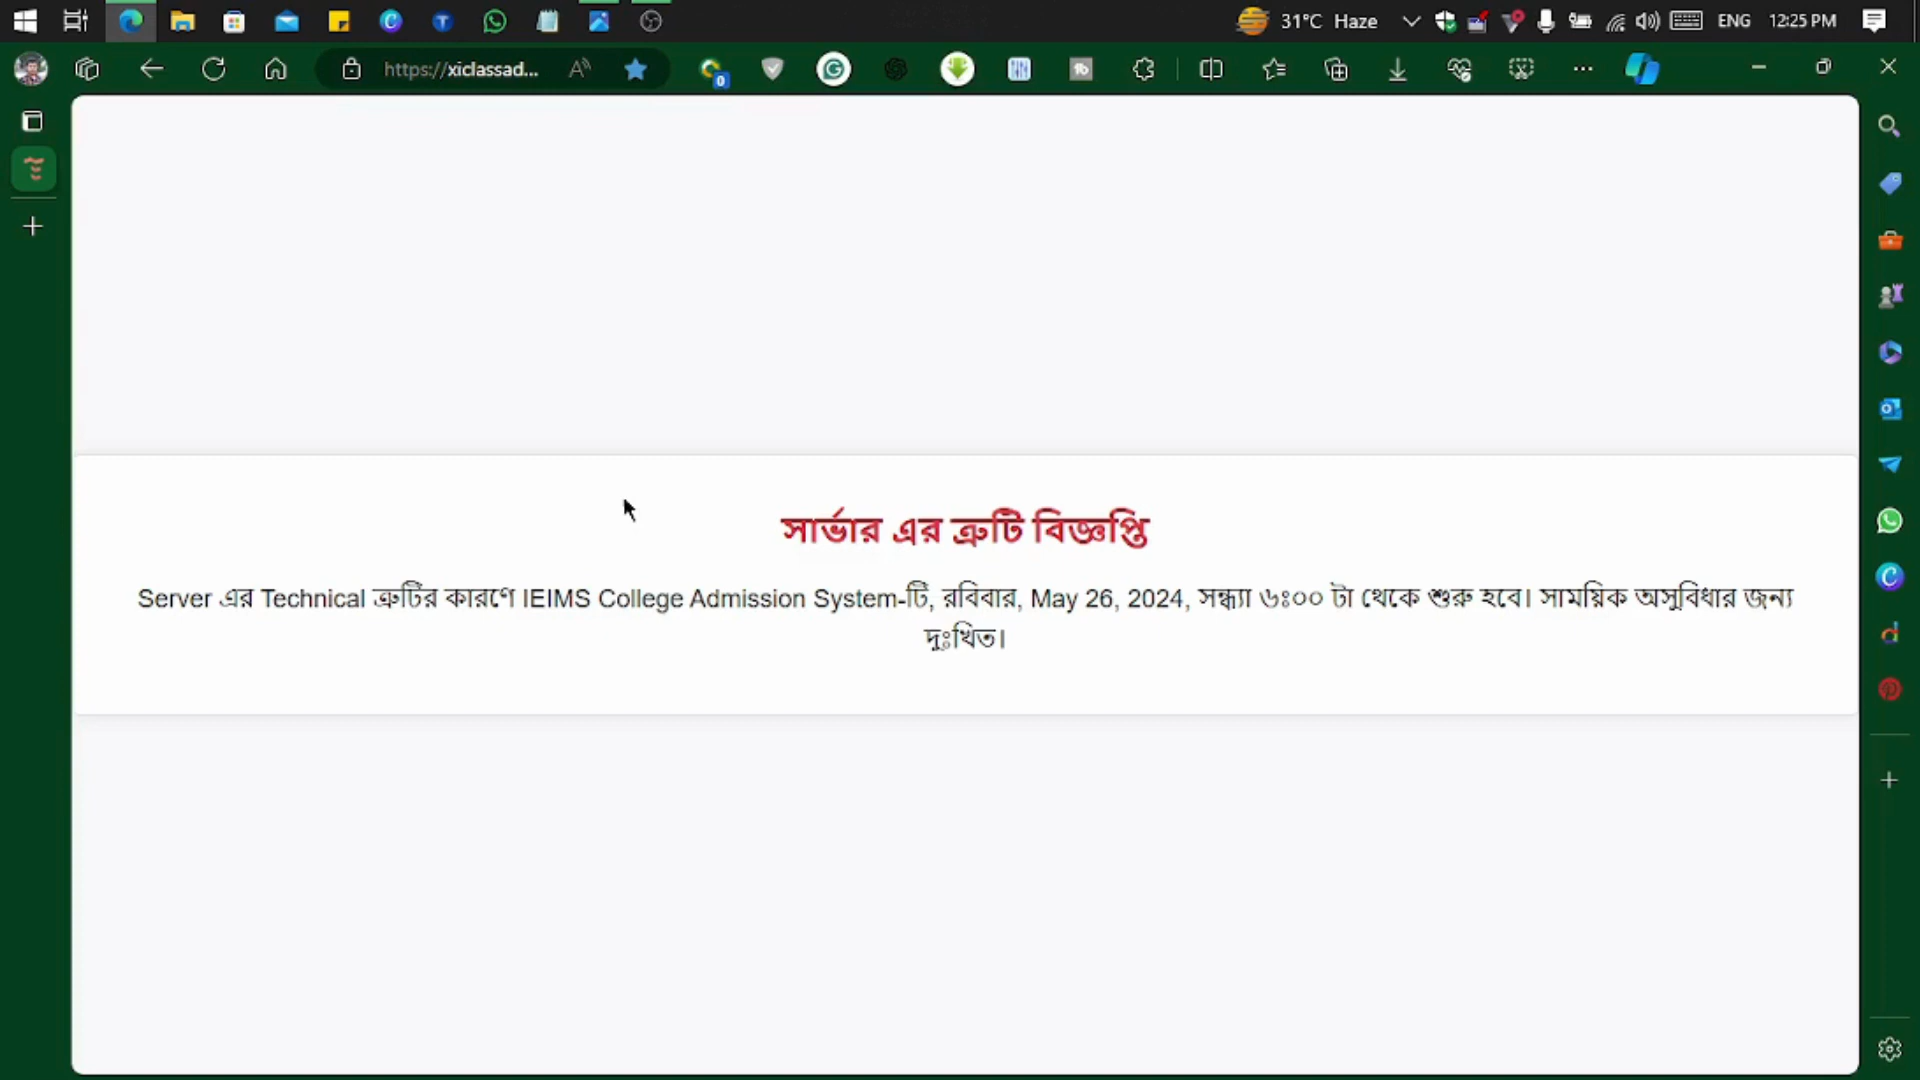 31°C Haze ENG 12:25 PM
https://xiclassad... 0
সার্ভার এর ত্রুটি বিজ্ঞপ্তি
Server এর Technical ত্রুটির কারণে IEIMS College Admission System-টি, রবিবার, May 26, 2024, সন্ধ্যা ৬ঃ০০ টা থেকে শুরু হবে। সাময়িক অসুবিধার জন্য
দুঃখিত।